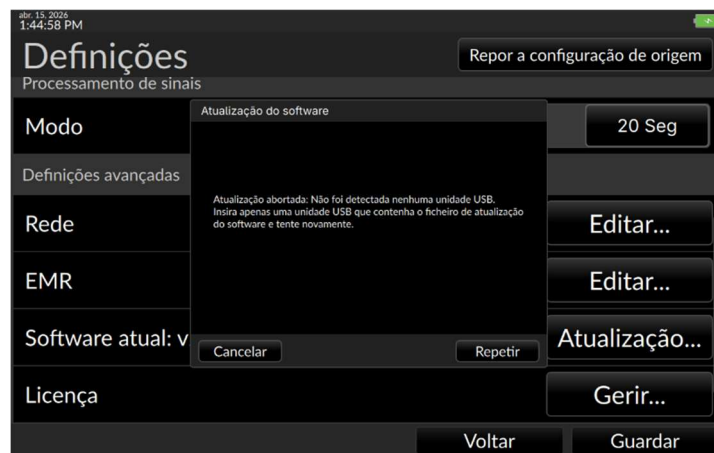 abr. 15, 2026
1:44:58 PM
Definições
Repor a configuração de origem
Processamento de sinais
Modo
20 Seg
Atualização do software
Definições avançadas
Atualização abortada: Não foi detectada nenhuma unidade USB.
Insira apenas uma unidade USB que contenha o ficheiro de atualização
do software e tente novamente.
Rede
Editar...
EMR
Editar...
Software atual: v
Atualização...
Cancelar
Repetir
Licença
Gerir...
Voltar
Guardar